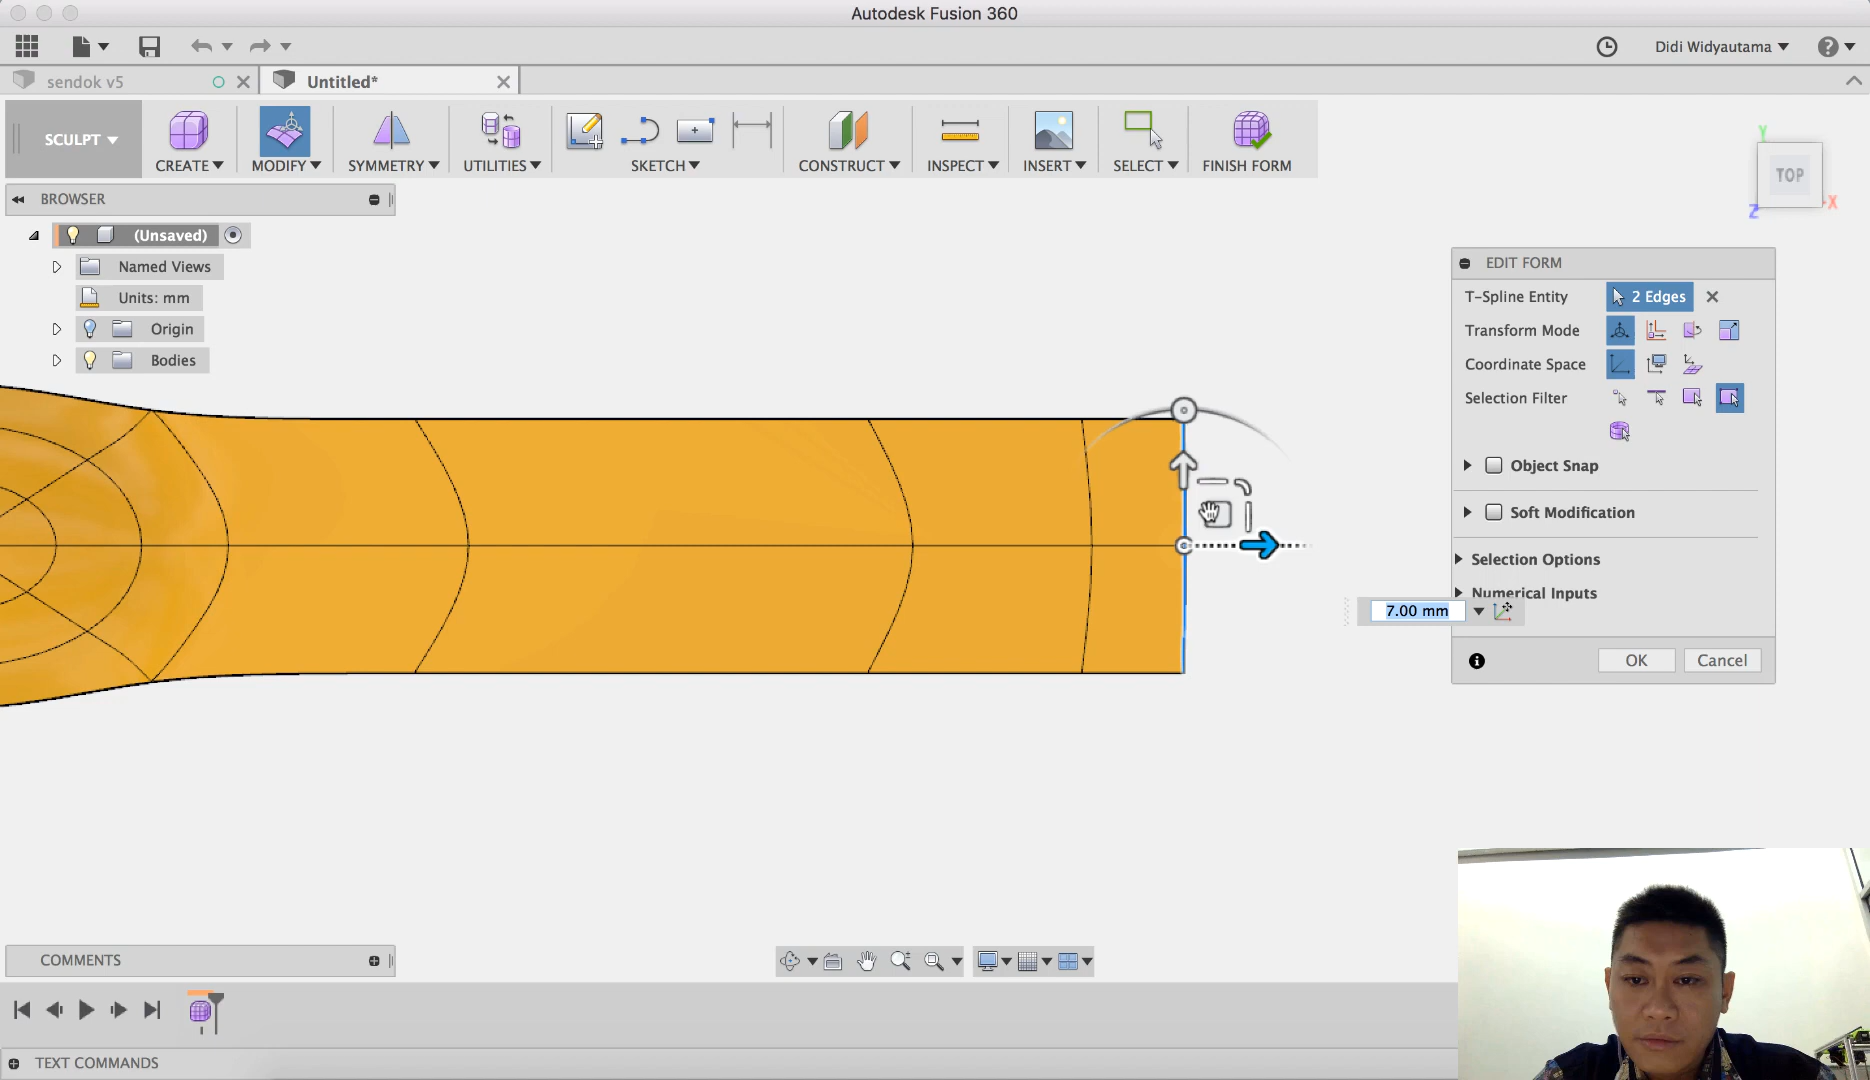 Autodesk Fusion 360
Didi Widyautama
?
sendok v5
Untitled*
SCULPT
CREATE
MODIFY
SYMMETRY
UTILITIES
SKETCH
CONSTRUCT
INSPECT
INSERT
SELECT
FINISH FORM
Y
TOP
X
Z
BROWSER
(Unsaved)
Named Views
Units: mm
Origin
Bodies
EDIT FORM
T-Spline Entity
2 Edges
Transform Mode
Coordinate Space
Selection Filter
Object Snap
Soft Modification
Selection Options
Numerical Inputs
7.00 mm
OK
Cancel
COMMENTS
TEXT COMMANDS